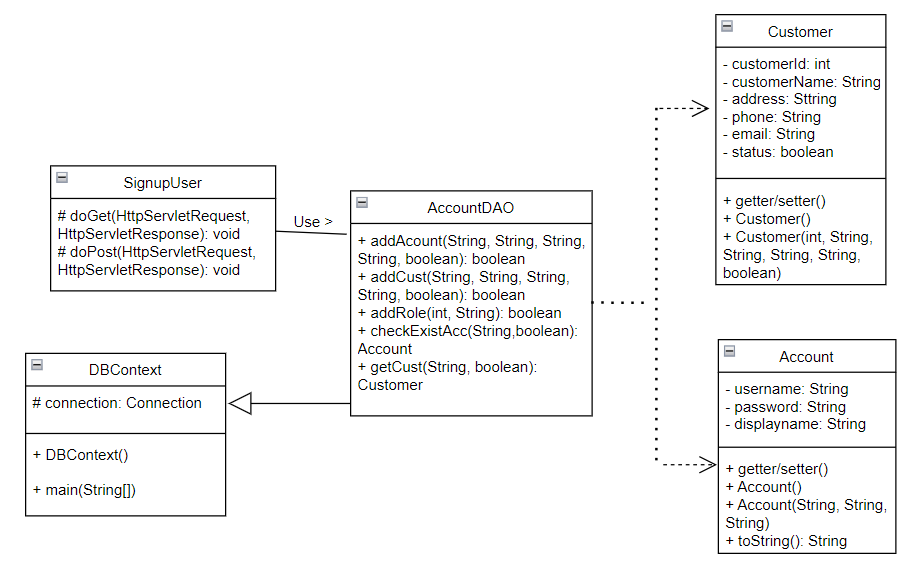 SignupUser
# doGet(HttpServletRequest,
HttpServletResponse): void
# doPost(HttpServletRequest,
HttpServletResponse): void
Use >
AccountDAO
+ addAcount(String, String, String,
String, boolean): boolean
+ addCust(String, String, String,
String, boolean): boolean
+ addRole(int, String): boolean
+ checkExistAcc(String,boolean):
Account
+ getCust(String, boolean):
Customer
DBContext
# connection: Connection
+ DBContext()
+ main(String[])
Customer
- customerId: int
- customerName: String
- address: Sttring
- phone: String
- email: String
- status: boolean
+ getter/setter()
+ Customer()
+ Customer(int, String,
String, String, String,
boolean)
Account
- username: String
- password: String
- displayname: String
+ getter/setter()
+ Account()
+ Account(String, String,
String)
+ toString(): String